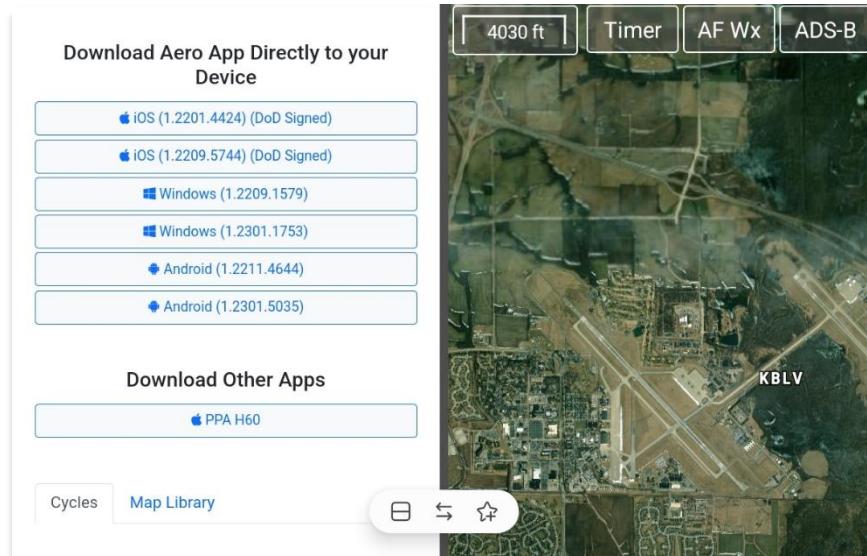 Download Aero App Directly to your
Device
iOS (1.2201.4424) (DoD Signed)
iOS (1.2209.5744) (DoD Signed)
Windows (1.2209.1579)
Windows (1.2301.1753)
Android (1.2211.4644)
Android (1.2301.5035)
Download Other Apps
PPA H60
Cycles Map Library
4030 ft Timer AF Wx ADS-B
KBLV